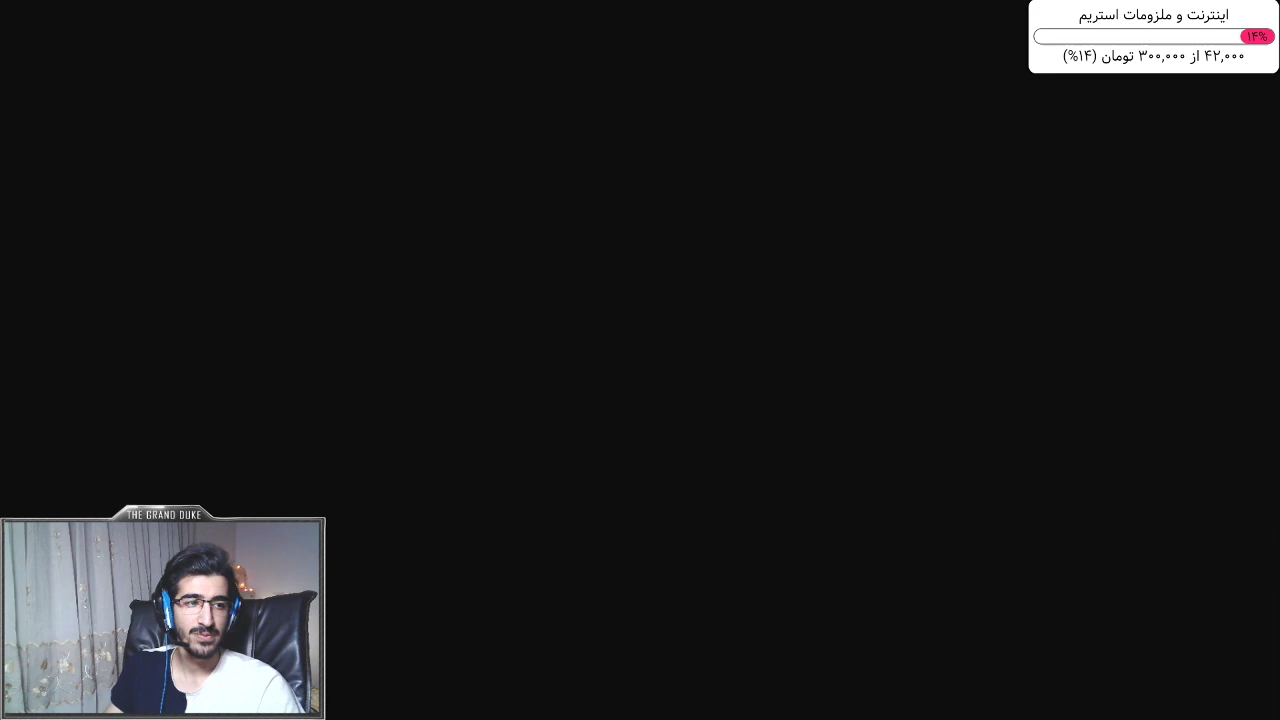 اینترنت و ملزومات استریم
۱۴%
۴۲,۰۰۰ از ۳۰۰,۰۰۰ تومان (۱۴%)
THE GRAND DUKE